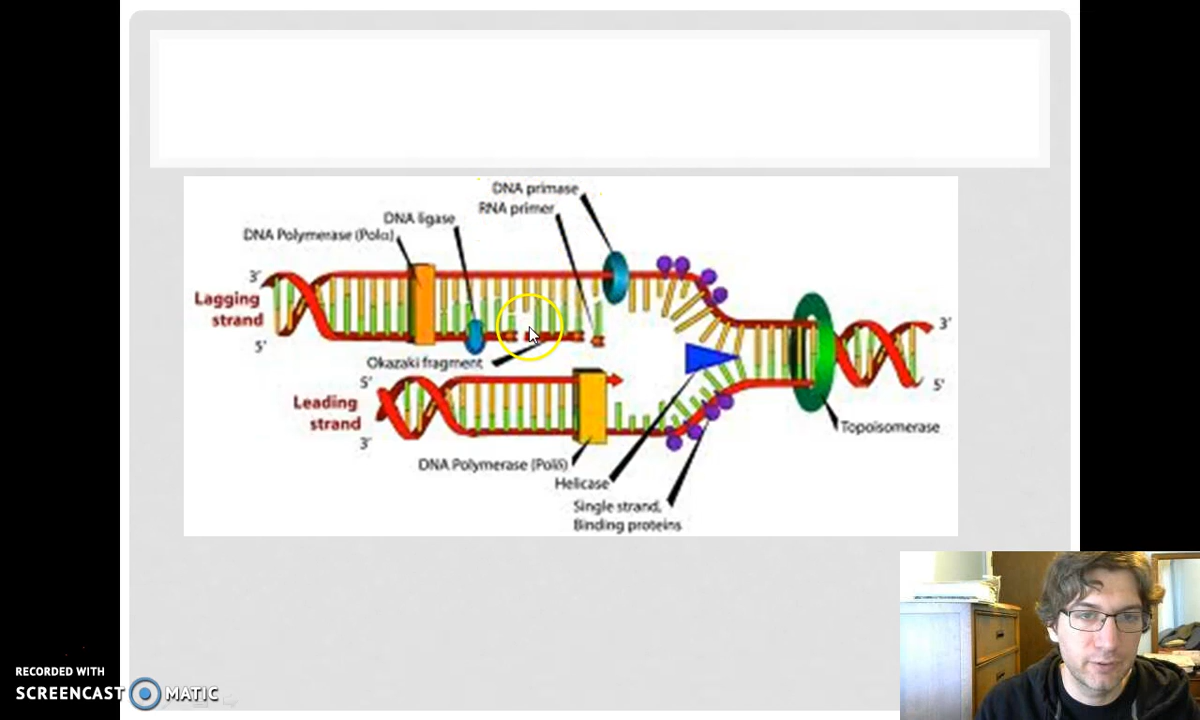 DNA primase
RNA primer
DNA ligase
DNA Polymerase (Polα)
3′
Lagging
strand
5′
Okazaki fragment
5′
Leading
strand
3′
3′
5′
Topoisomerase
DNA Polymerase (Polδ)
Helicase
Single strand,
Binding proteins
RECORDED WITH
SCREENCAST MATIC